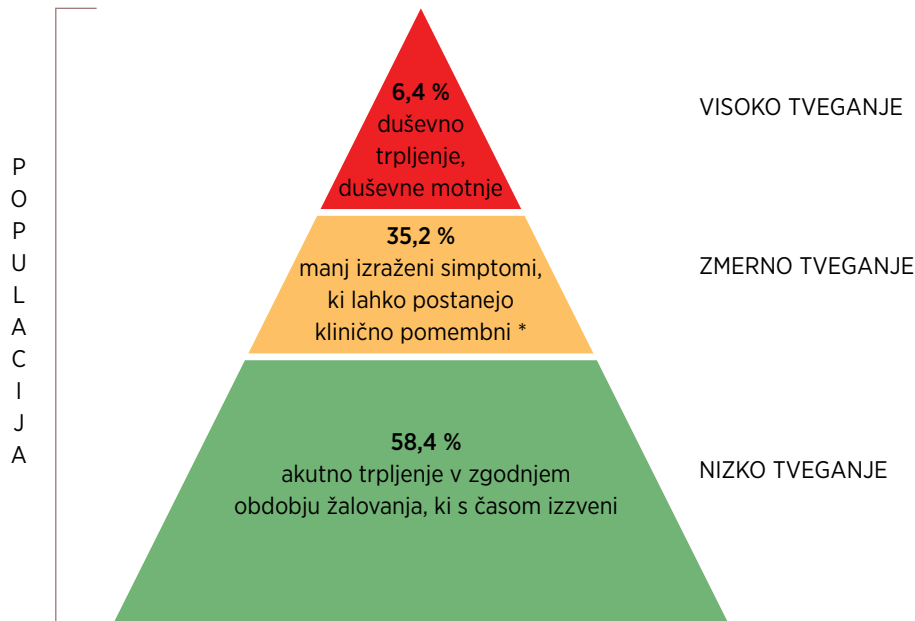 POPULACIJA
6,4 %
duševno
trpljenje,
duševne motnje
VISOKO TVEGANJE
35,2 %
manj izraženi simptomi,
ki lahko postanejo
klinično pomembni *
ZMERNO TVEGANJE
58,4 %
akutno trpljenje v zgodnjem
obdobju žalovanja, ki s časom izzveni
NIZKO TVEGANJE